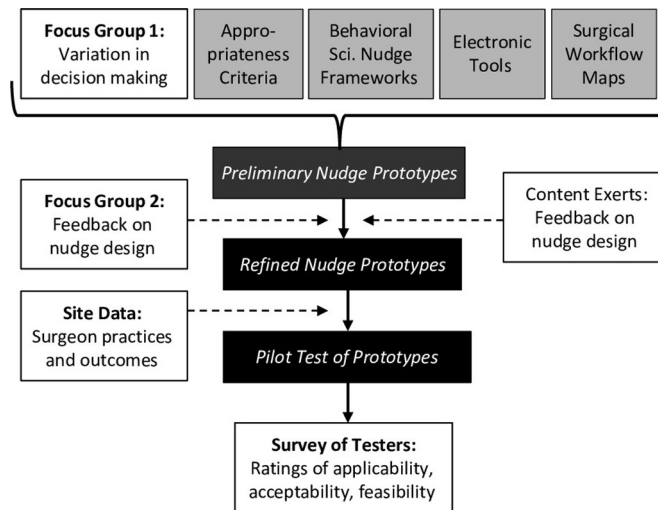 Focus Group 1:
Variation in
decision making
Appro-
priateness
Criteria
Behavioral
Sci. Nudge
Frameworks
Electronic
Tools
Surgical
Workflow
Maps
Preliminary Nudge Prototypes
Focus Group 2:
Feedback on
nudge design
Content Exerts:
Feedback on
nudge design
Refined Nudge Prototypes
Site Data:
Surgeon practices
and outcomes
Pilot Test of Prototypes
Survey of Testers:
Ratings of applicability,
acceptability, feasibility